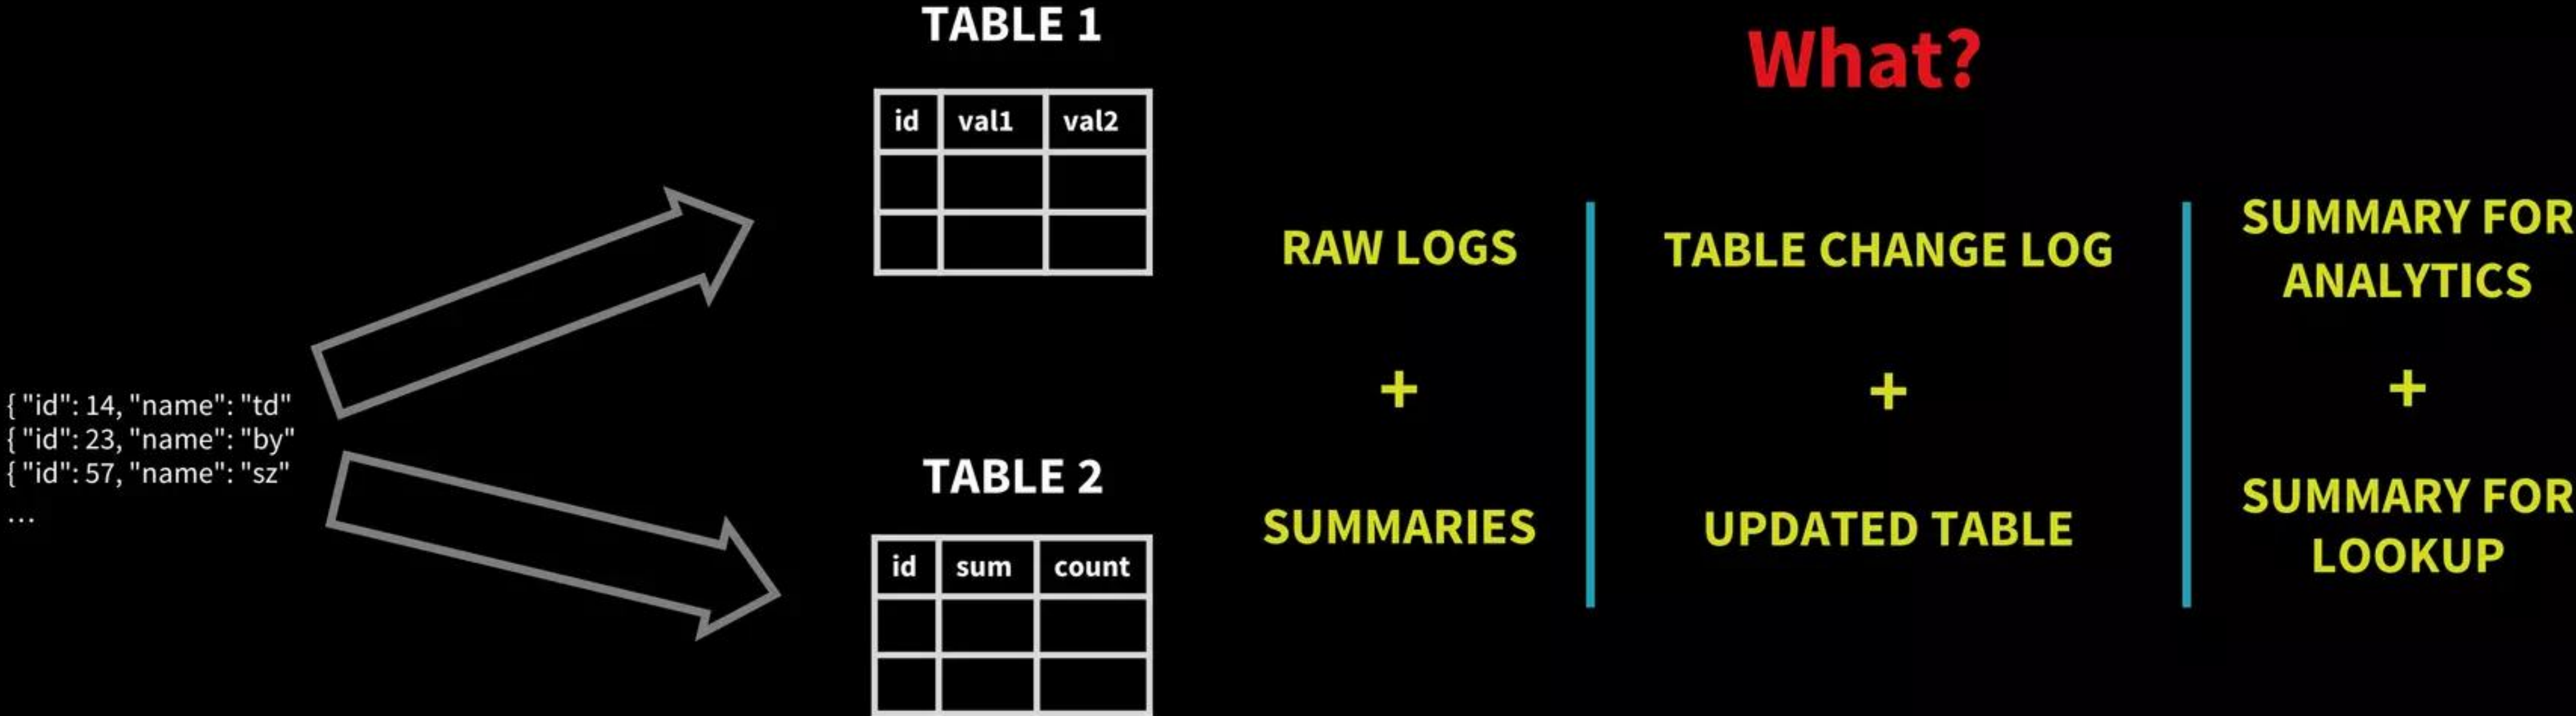 TABLE 1
id val1 val2
{ "id": 14, "name": "td"
{ "id": 23, "name": "by"
{ "id": 57, "name": "sz"
...
TABLE 2
id sum count
What?
RAW LOGS
+
SUMMARIES
TABLE CHANGE LOG
+
UPDATED TABLE
SUMMARY FOR
ANALYTICS
+
SUMMARY FOR
LOOKUP